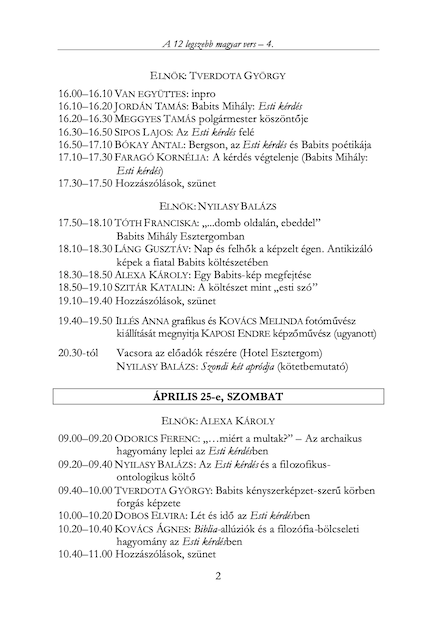 A 12 legszebb magyar vers – 4.
ELNÖK: TVERDOTA GYÖRGY
16.00–16.10 VAN EGYÜTTES: inpro
16.10–16.20 JORDÁN TAMÁS: Babits Mihály: Esti kérdés
16.20–16.30 MEGGYES TAMÁS polgármester köszöntője
16.30–16.50 SIPOS LAJOS: Az Esti kérdés felé
16.50–17.10 BÓKAY ANTAL: Bergson, az Esti kérdés és Babits poétikája
17.10–17.30 FARAGÓ KORNÉLIA: A kérdés végtelenje (Babits Mihály:
Esti kérdés)
17.30–17.50 Hozzászólások, szünet
ELNÖK: NYILASY BALÁZS
17.50–18.10 TÓTH FRANCISKA: „...domb oldalán, ebeddel”
Babits Mihály Esztergomban
18.10–18.30 LÁNG GUSZTÁV: Nap és felhők a képzelt égen. Antikizáló
képek a fiatal Babits költészetében
18.30–18.50 ALEXA KÁROLY: Egy Babits-kép megfejtése
18.50–19.10 SZITÁR KATALIN: A költészet mint „esti szó”
19.10–19.40 Hozzászólások, szünet
19.40–19.50 ILLÉS ANNA grafikus és KOVÁCS MELINDA fotóművész
kiállítását megnyitja KAPOSI ENDRE képzőművész (ugyanott)
20.30-tól Vacsora az előadók részére (Hotel Esztergom)
NYILASY BALÁZS: Szondi két apródja (kötetbemutató)
ÁPRILIS 25-e, SZOMBAT
ELNÖK: ALEXA KÁROLY
09.00–09.20 ODORICS FERENC: „…miért a multak?” – Az archaikus
hagyomány leplei az Esti kérdésben
09.20–09.40 NYILASY BALÁZS: Az Esti kérdés és a filozofikus-
ontologikus költő
09.40–10.00 TVERDOTA GYÖRGY: Babits kényszerképzet-szerű körben
forgás képzete
10.00–10.20 DOBOS ELVIRA: Lét és idő az Esti kérdésben
10.20–10.40 KOVÁCS ÁGNES: Biblia-allúziók és a filozófia-bölcseleti
hagyomány az Esti kérdésben
10.40–11.00 Hozzászólások, szünet
2